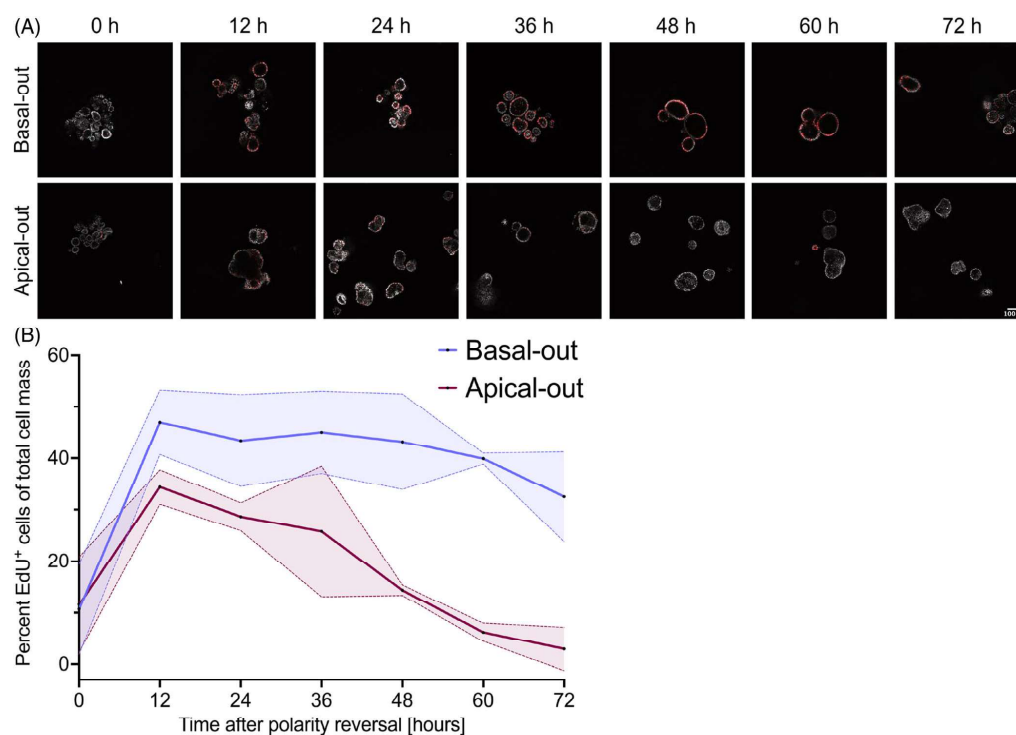 (A)
0 h 12 h 24 h 36 h 48 h 60 h 72 h
Basal-out
Apical-out
100
(B)
Basal-out
Apical-out
Percent EdU⁺ cells of total cell mass
60
40
20
0
0 12 24 36 48 60 72
Time after polarity reversal [hours]